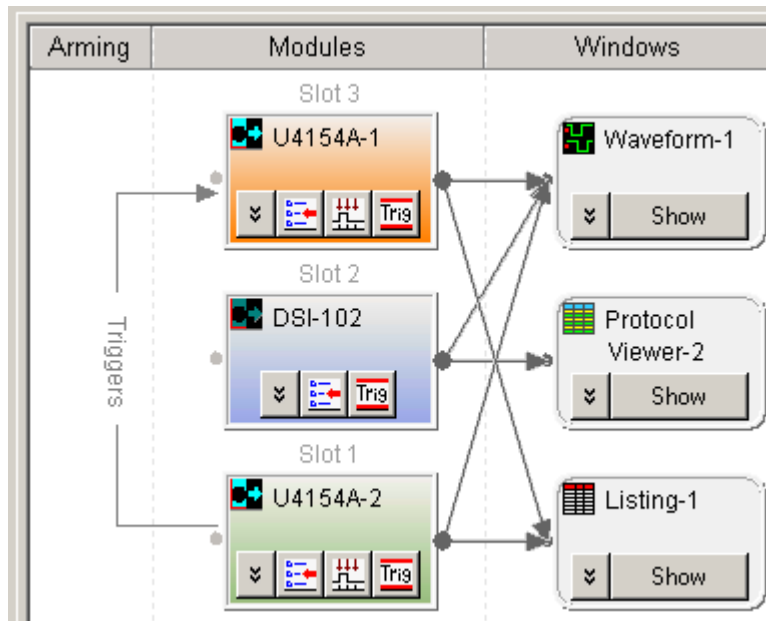 Arming Modules Windows
Slot 3
U4154A-1
Trig
Waveform-1
Show
Slot 2
DSI-102
Trig
Protocol
Viewer-2
Show
Triggers
Slot 1
U4154A-2
Trig
Listing-1
Show